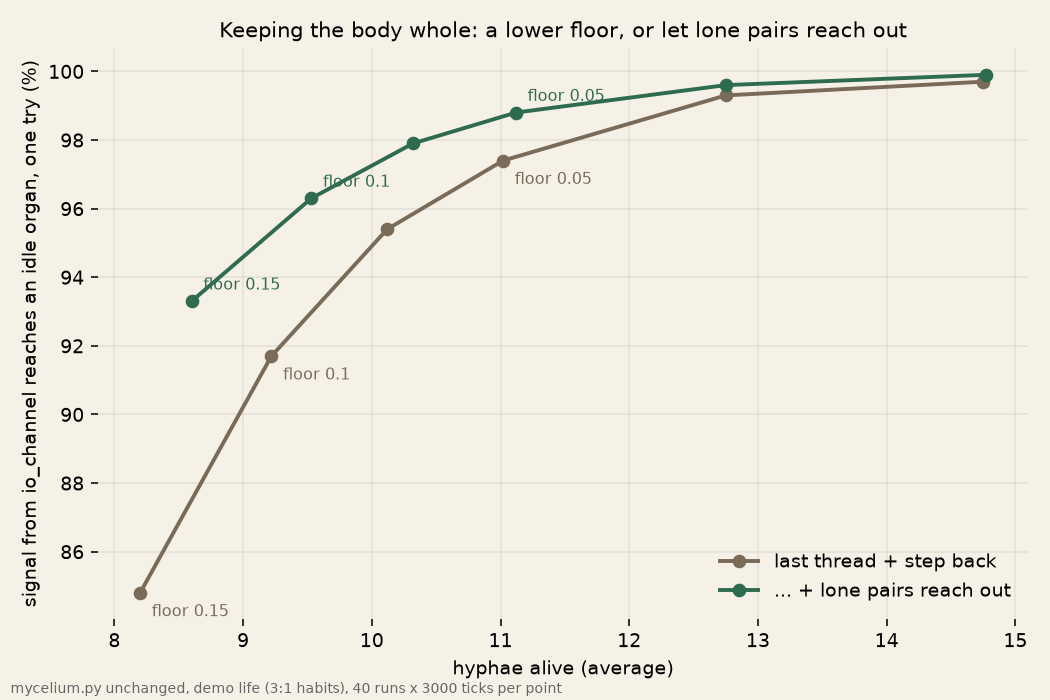 Keeping the body whole: a lower floor, or let lone pairs reach out
signal from io_channel reaches an idle organ, one try (%)
100
98
96
94
92
90
88
86
floor 0.05
floor 0.1
floor 0.05
floor 0.15
floor 0.1
floor 0.15
last thread + step back
... + lone pairs reach out
8
9
10
11
12
13
14
15
hyphae alive (average)
mycelium.py unchanged, demo life (3:1 habits), 40 runs x 3000 ticks per point